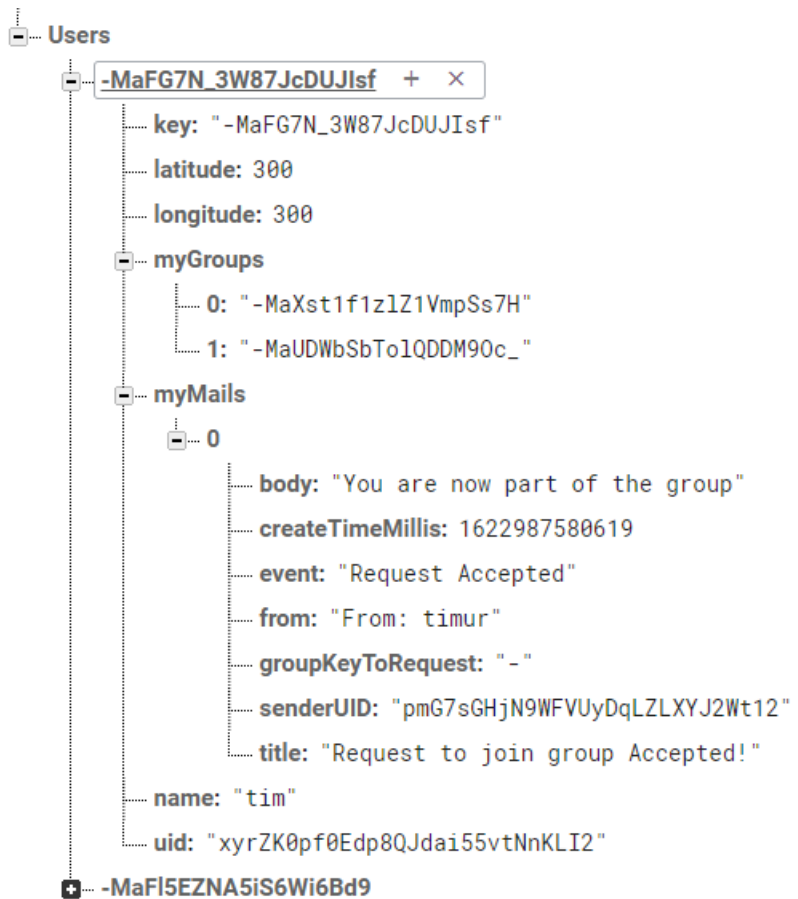 Users
-MaFG7N_3W87JcDUJIsf + ×
key: "-MaFG7N_3W87JcDUJIsf"
latitude: 300
longitude: 300
myGroups
0: "-MaXst1f1zlZ1VmpSs7H"
1: "-MaUDWbSbTolQDDM9Oc_"
myMails
0
body: "You are now part of the group"
createTimeMillis: 1622987580619
event: "Request Accepted"
from: "From: timur"
groupKeyToRequest: "-"
senderUID: "pmG7sGHjN9WFVUyDqLZLXYJ2Wt12"
title: "Request to join group Accepted!"
name: "tim"
uid: "xyrZK0pf0Edp8QJdai55vtNnKLI2"
-MaFl5EZNA5iS6Wi6Bd9